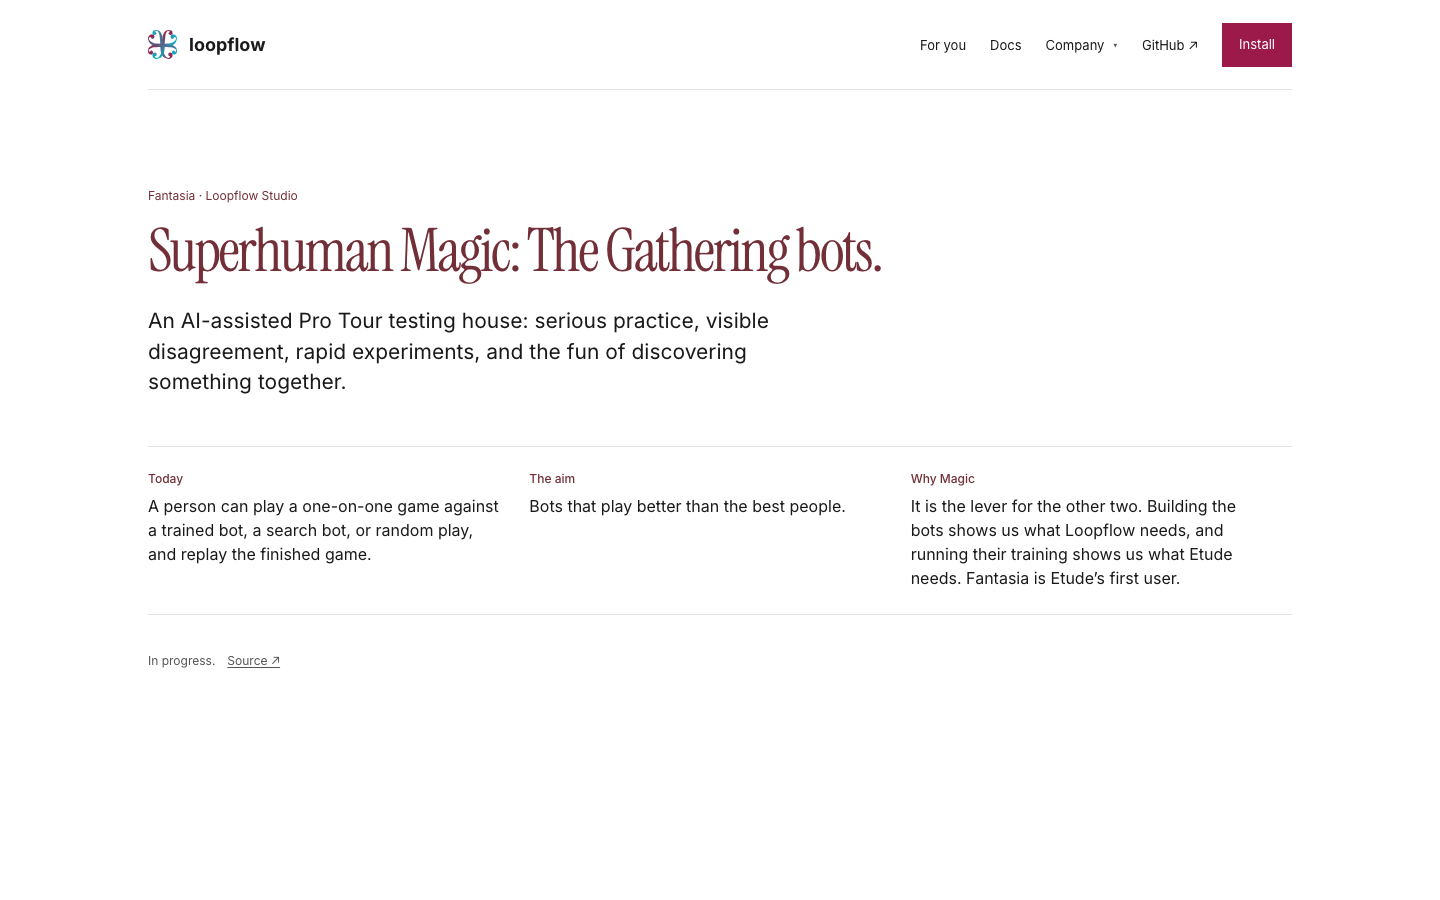 loopflow
For you
Docs
Company ▾
GitHub ↗
Install
Fantasia · Loopflow Studio
Superhuman Magic: The Gathering bots.
An AI-assisted Pro Tour testing house: serious practice, visible
disagreement, rapid experiments, and the fun of discovering
something together.
Today
A person can play a one-on-one game against
a trained bot, a search bot, or random play,
and replay the finished game.
The aim
Bots that play better than the best people.
Why Magic
It is the lever for the other two. Building the
bots shows us what Loopflow needs, and
running their training shows us what Etude
needs. Fantasia is Etude’s first user.
In progress.
Source ↗